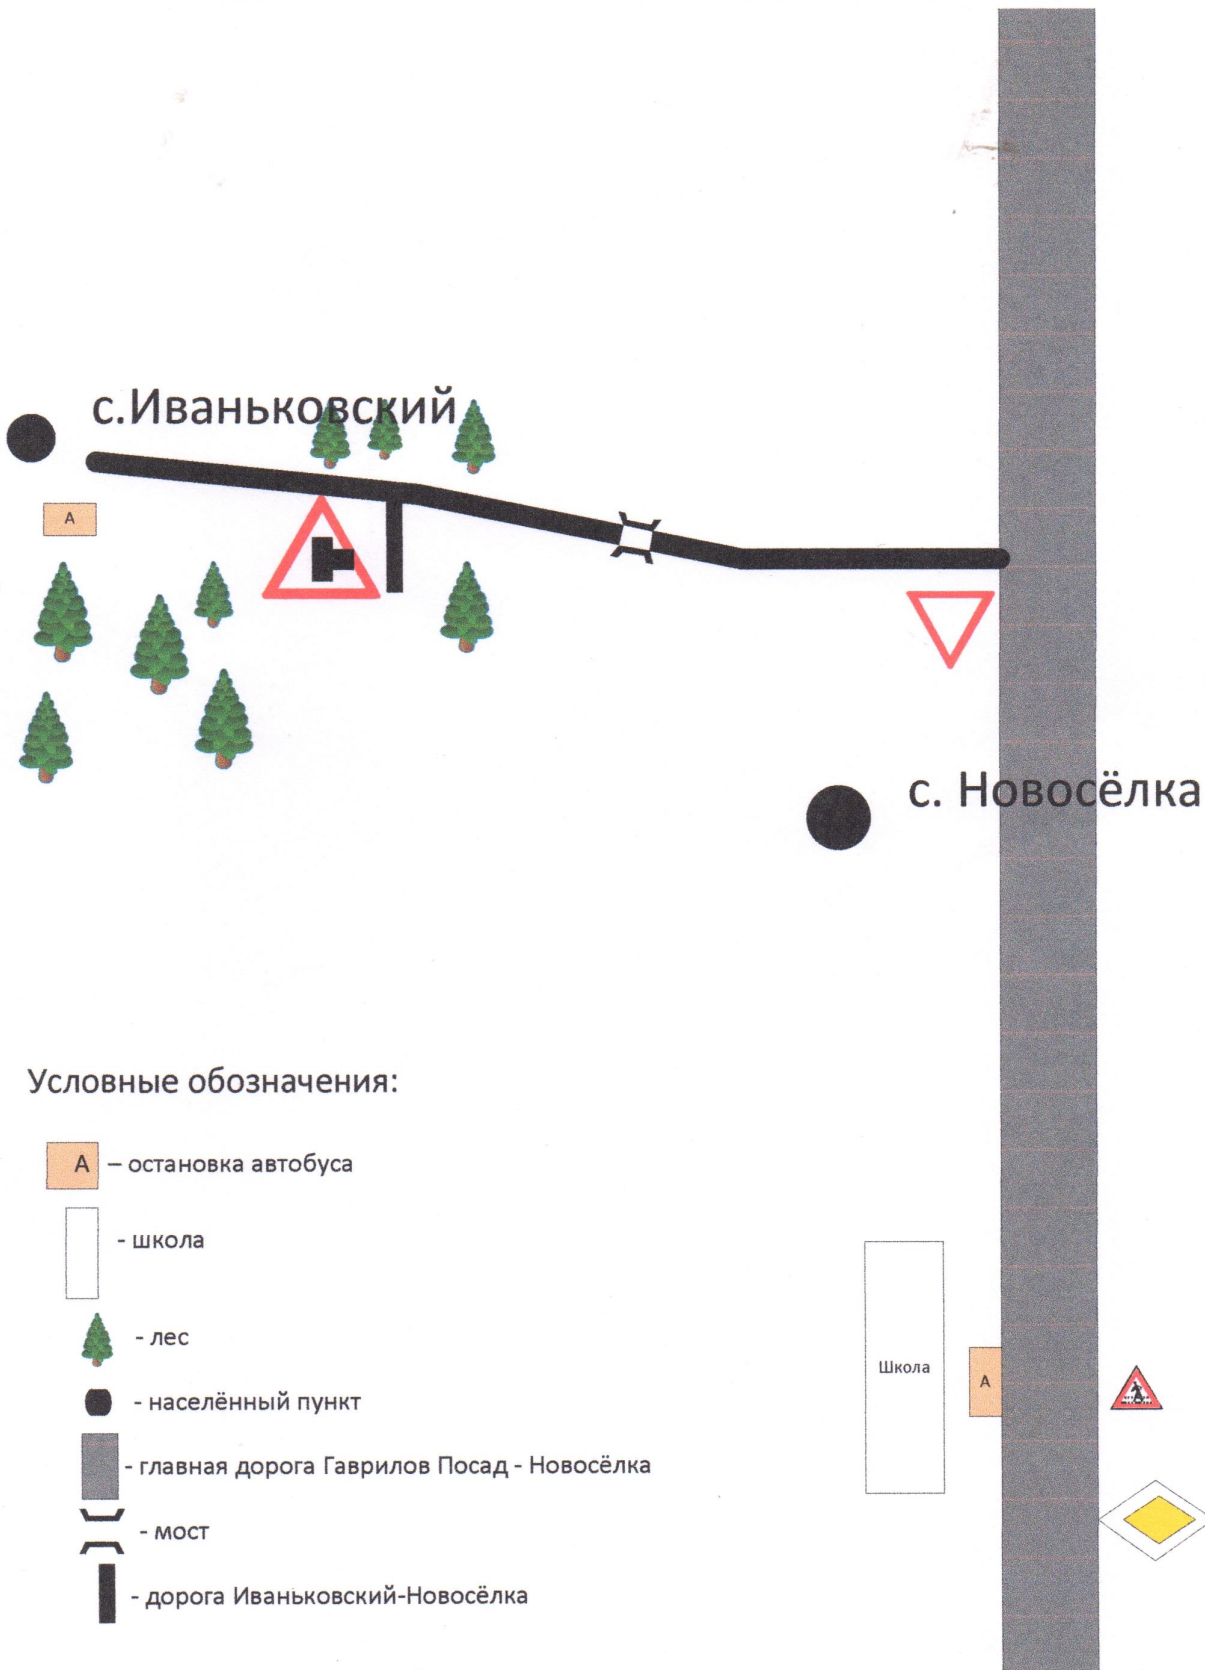 с.Иваньковский
А
с. Новосёлка
Условные обозначения:
А – остановка автобуса
- школа
- лес
- населённый пункт
- главная дорога Гаврилов Посад - Новосёлка
- мост
- дорога Иваньковский-Новосёлка
Школа
А